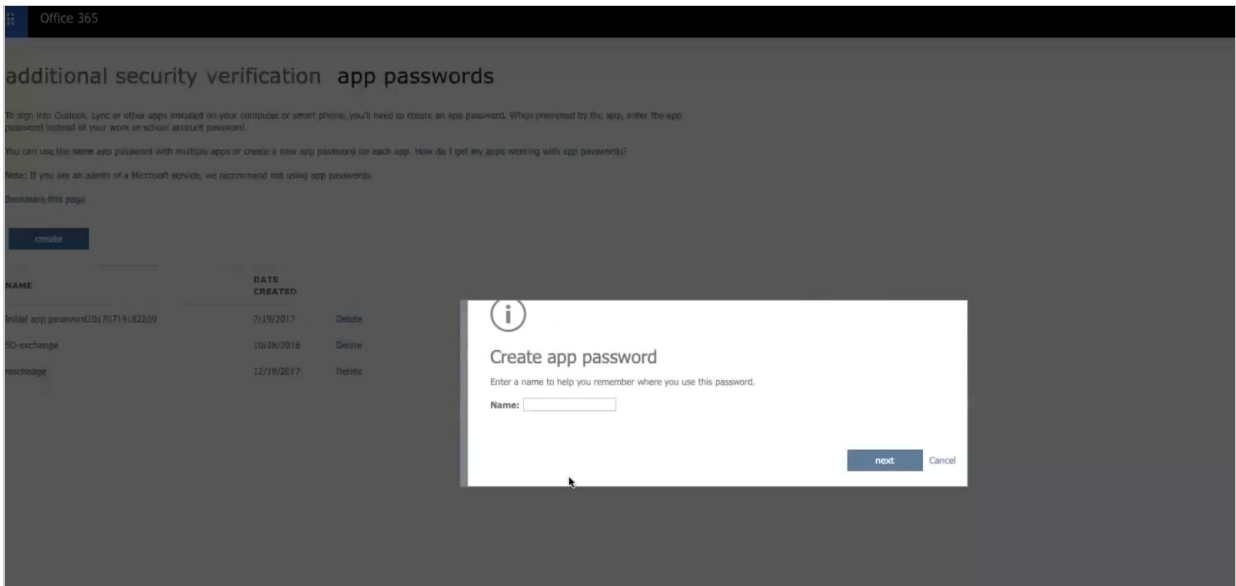 Office 365
additional security verification app passwords
To sign into Outlook, Lync or other apps installed on your computer or smart phone, you'll need to create an app password. When prompted by the app, enter the app
password instead of your work or school account password.
You can use the same app password with multiple apps or create a new app password for each app. How do I get my apps working with app passwords?
Note: If you are an admin of a Microsoft service, we recommend not using app passwords.
Bookmark this page
create
NAME DATE
CREATED
Initial app password20170719182209 7/19/2017 Delete
SO-exchange 10/26/2018 Delete
12/19/2017 Delete
i
Create app password
Enter a name to help you remember where you use this password.
Name:
next Cancel